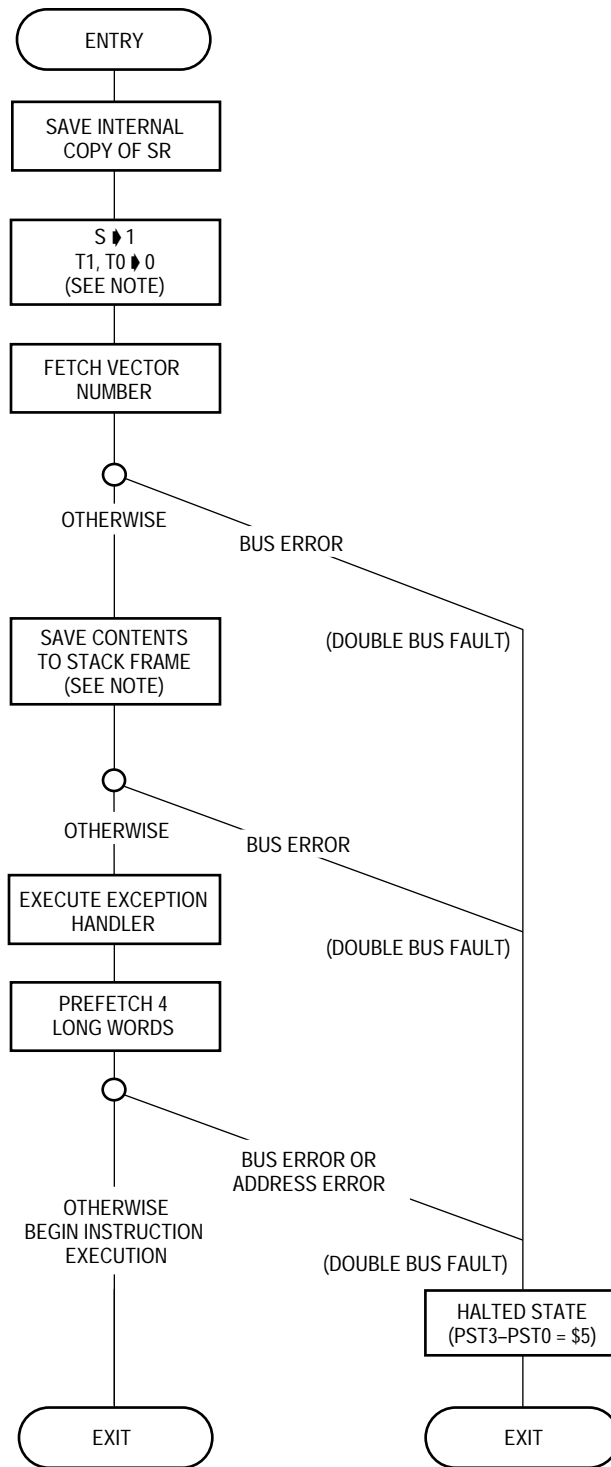 ENTRY
SAVE INTERNAL
COPY OF SR
S ➧ 1
T1, T0 ➧ 0
(SEE NOTE)
FETCH VECTOR
NUMBER
OTHERWISE
BUS ERROR
(DOUBLE BUS FAULT)
SAVE CONTENTS
TO STACK FRAME
(SEE NOTE)
OTHERWISE
BUS ERROR
(DOUBLE BUS FAULT)
EXECUTE EXCEPTION
HANDLER
PREFETCH 4
LONG WORDS
BUS ERROR OR
ADDRESS ERROR
OTHERWISE
BEGIN INSTRUCTION
EXECUTION
(DOUBLE BUS FAULT)
HALTED STATE
(PST3–PST0 = $5)
EXIT
EXIT